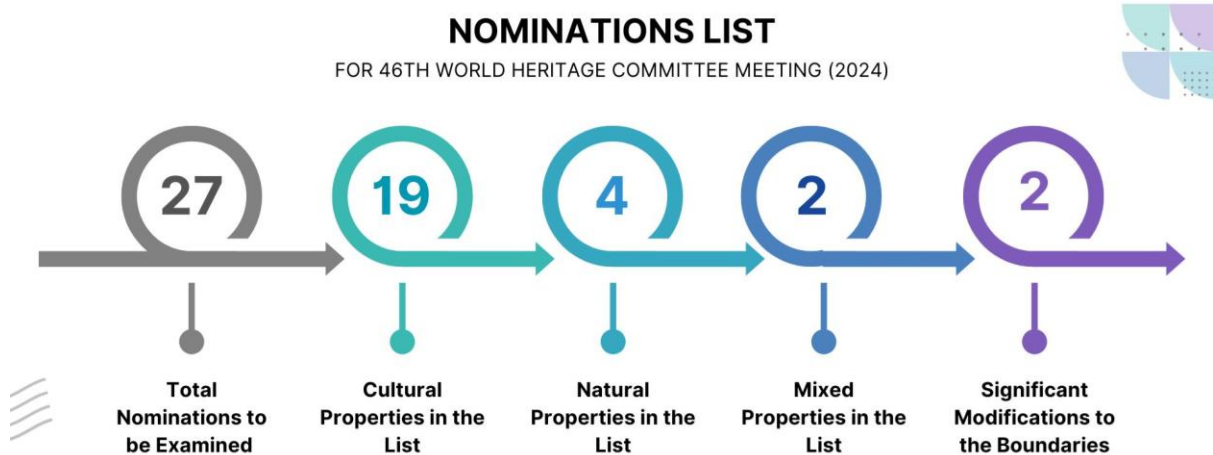 NOMINATIONS LIST
FOR 46TH WORLD HERITAGE COMMITTEE MEETING (2024)
27
19
4
2
2
Total
Nominations to
be Examined
Cultural
Properties in the
List
Natural
Properties in the
List
Mixed
Properties in the
List
Significant
Modifications to
the Boundaries